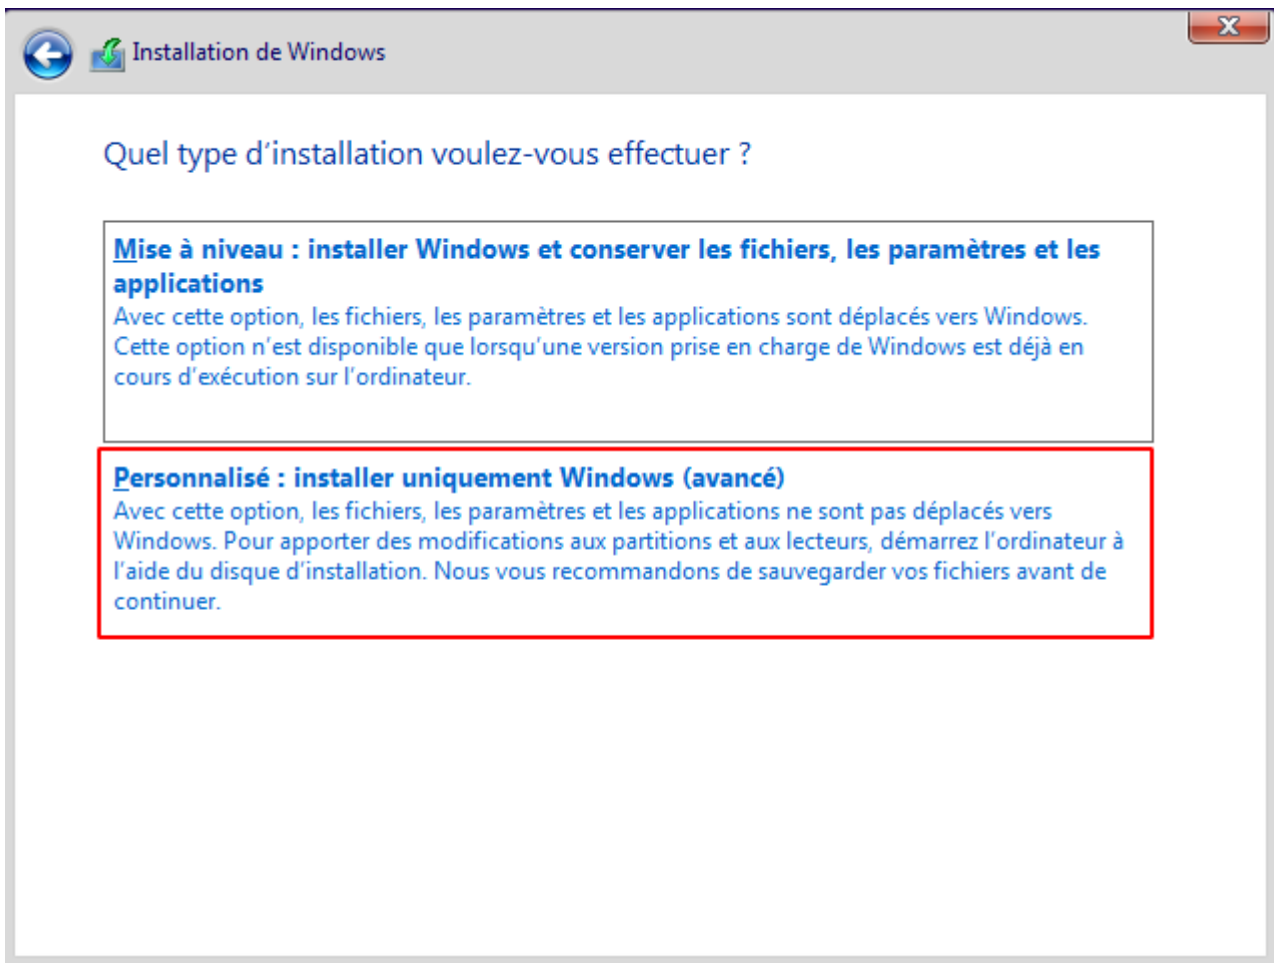 Installation de Windows
Quel type d’installation voulez-vous effectuer ?
Mise à niveau : installer Windows et conserver les fichiers, les paramètres et les
applications
Avec cette option, les fichiers, les paramètres et les applications sont déplacés vers Windows.
Cette option n’est disponible que lorsqu’une version prise en charge de Windows est déjà en
cours d’exécution sur l’ordinateur.
Personnalisé : installer uniquement Windows (avancé)
Avec cette option, les fichiers, les paramètres et les applications ne sont pas déplacés vers
Windows. Pour apporter des modifications aux partitions et aux lecteurs, démarrez l’ordinateur à
l’aide du disque d’installation. Nous vous recommandons de sauvegarder vos fichiers avant de
continuer.